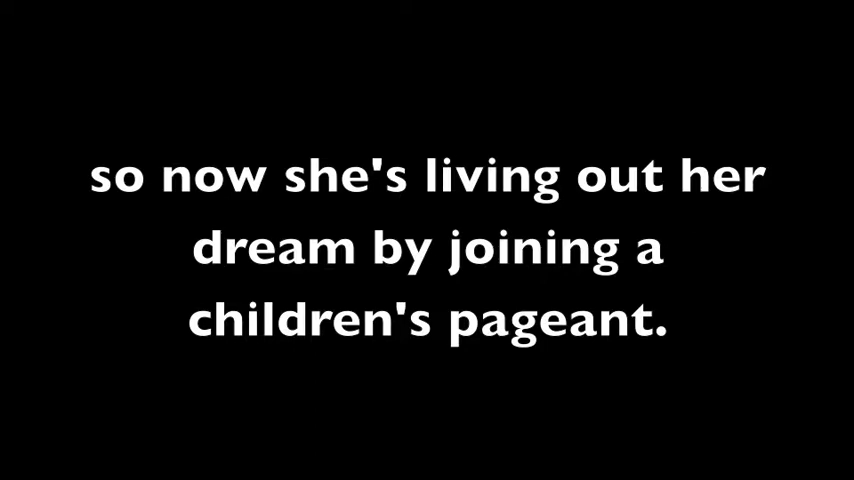 so now she's living out her
dream by joining a
children's pageant.